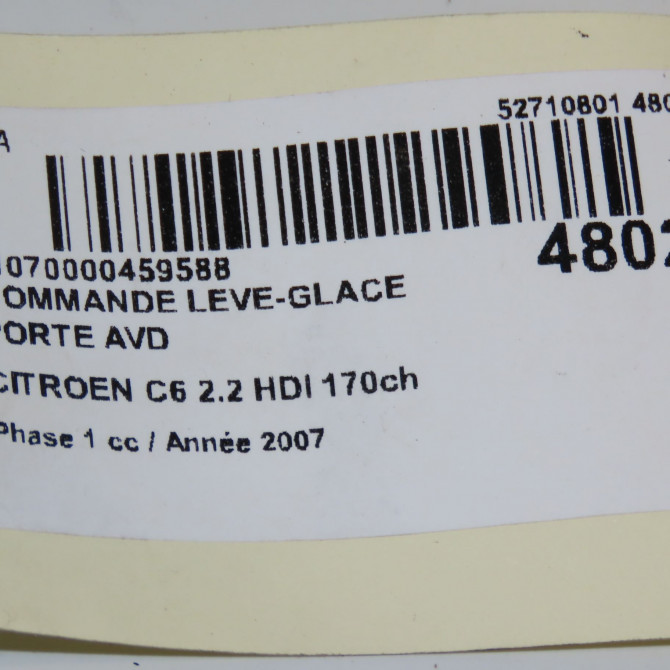 A
52710801 480
070000459588
4802
OMMANDE LEVE-GLACE
PORTE AVD
CITROEN C6 2.2 HDI 170ch
Phase 1 cc / Année 2007